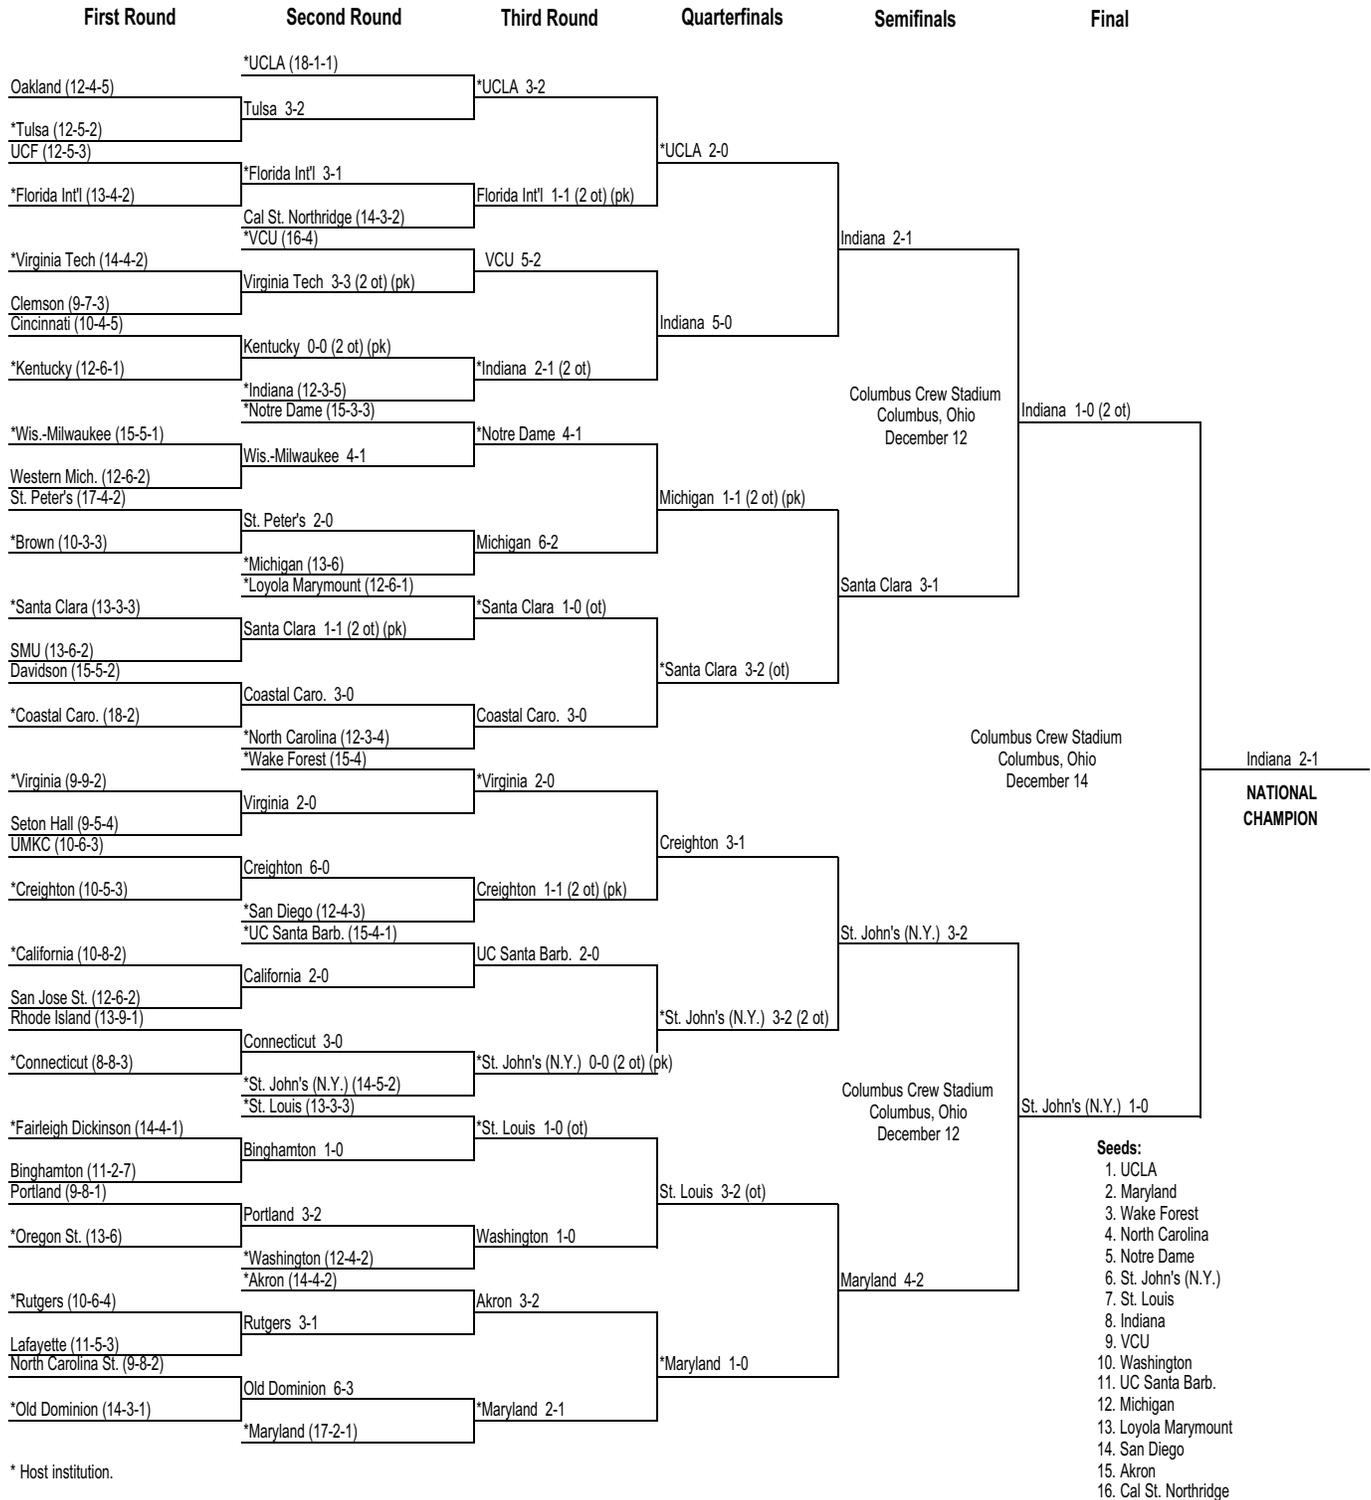 First Round
Second Round
Third Round
Quarterfinals
Semifinals
Final
Oakland (12-4-5)
*Tulsa (12-5-2)
UCF (12-5-3)
*Florida Int'l (13-4-2)
*Virginia Tech (14-4-2)
Clemson (9-7-3)
Cincinnati (10-4-5)
*Kentucky (12-6-1)
*Wis.-Milwaukee (15-5-1)
Western Mich. (12-6-2)
St. Peter's (17-4-2)
*Brown (10-3-3)
*Santa Clara (13-3-3)
SMU (13-6-2)
Davidson (15-5-2)
*Coastal Caro. (18-2)
*Virginia (9-9-2)
Seton Hall (9-5-4)
UMKC (10-6-3)
*Creighton (10-5-3)
*California (10-8-2)
San Jose St. (12-6-2)
Rhode Island (13-9-1)
*Connecticut (8-8-3)
*Fairleigh Dickinson (14-4-1)
Binghamton (11-2-7)
Portland (9-8-1)
*Oregon St. (13-6)
*Rutgers (10-6-4)
Lafayette (11-5-3)
North Carolina St. (9-8-2)
*Old Dominion (14-3-1)
*UCLA (18-1-1)
Tulsa 3-2
*Florida Int'l 3-1
Cal St. Northridge (14-3-2)
*VCU (16-4)
Virginia Tech 3-3 (2 ot) (pk)
Kentucky 0-0 (2 ot) (pk)
*Indiana (12-3-5)
*Notre Dame (15-3-3)
Wis.-Milwaukee 4-1
St. Peter's 2-0
*Michigan (13-6)
*Loyola Marymount (12-6-1)
Santa Clara 1-1 (2 ot) (pk)
Coastal Caro. 3-0
*North Carolina (12-3-4)
*Wake Forest (15-4)
Virginia 2-0
Creighton 6-0
*San Diego (12-4-3)
*UC Santa Barb. (15-4-1)
California 2-0
Connecticut 3-0
*St. John's (N.Y.) (14-5-2)
*St. Louis (13-3-3)
Binghamton 1-0
Portland 3-2
*Washington (12-4-2)
*Akron (14-4-2)
Rutgers 3-1
Old Dominion 6-3
*Maryland (17-2-1)
*UCLA 3-2
Florida Int'l 1-1 (2 ot) (pk)
VCU 5-2
*Indiana 2-1 (2 ot)
*Notre Dame 4-1
Michigan 6-2
*Santa Clara 1-0 (ot)
Coastal Caro. 3-0
*Virginia 2-0
Creighton 1-1 (2 ot) (pk)
UC Santa Barb. 2-0
*St. John's (N.Y.) 0-0 (2 ot) (pk)
*St. Louis 1-0 (ot)
Washington 1-0
Akron 3-2
*Maryland 2-1
*UCLA 2-0
Indiana 5-0
Michigan 1-1 (2 ot) (pk)
*Santa Clara 3-2 (ot)
Creighton 3-1
*St. John's (N.Y.) 3-2 (2 ot)
St. Louis 3-2 (ot)
*Maryland 1-0
Indiana 2-1
Columbus Crew Stadium
Columbus, Ohio
December 12
Santa Clara 3-1
St. John's (N.Y.) 3-2
Columbus Crew Stadium
Columbus, Ohio
December 12
Maryland 4-2
Indiana 1-0 (2 ot)
Columbus Crew Stadium
Columbus, Ohio
December 14
St. John's (N.Y.) 1-0
Indiana 2-1
NATIONAL
CHAMPION
Seeds:
1. UCLA
2. Maryland
3. Wake Forest
4. North Carolina
5. Notre Dame
6. St. John's (N.Y.)
7. St. Louis
8. Indiana
9. VCU
10. Washington
11. UC Santa Barb.
12. Michigan
13. Loyola Marymount
14. San Diego
15. Akron
16. Cal St. Northridge
* Host institution.